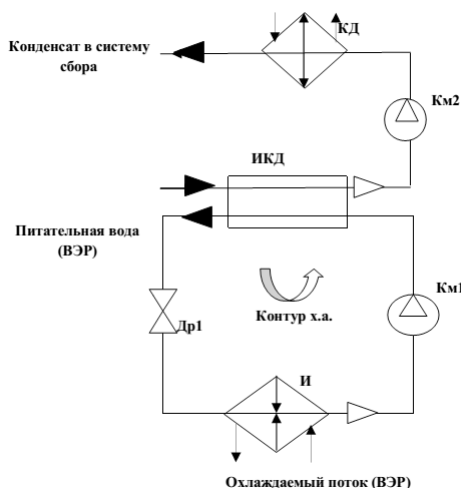 КД
Конденсат в систему
сбора
Км2
ИКД
Питательная вода
(ВЭР)
Км1
Др1
Контур х.а.
И
Охлаждаемый поток (ВЭР)